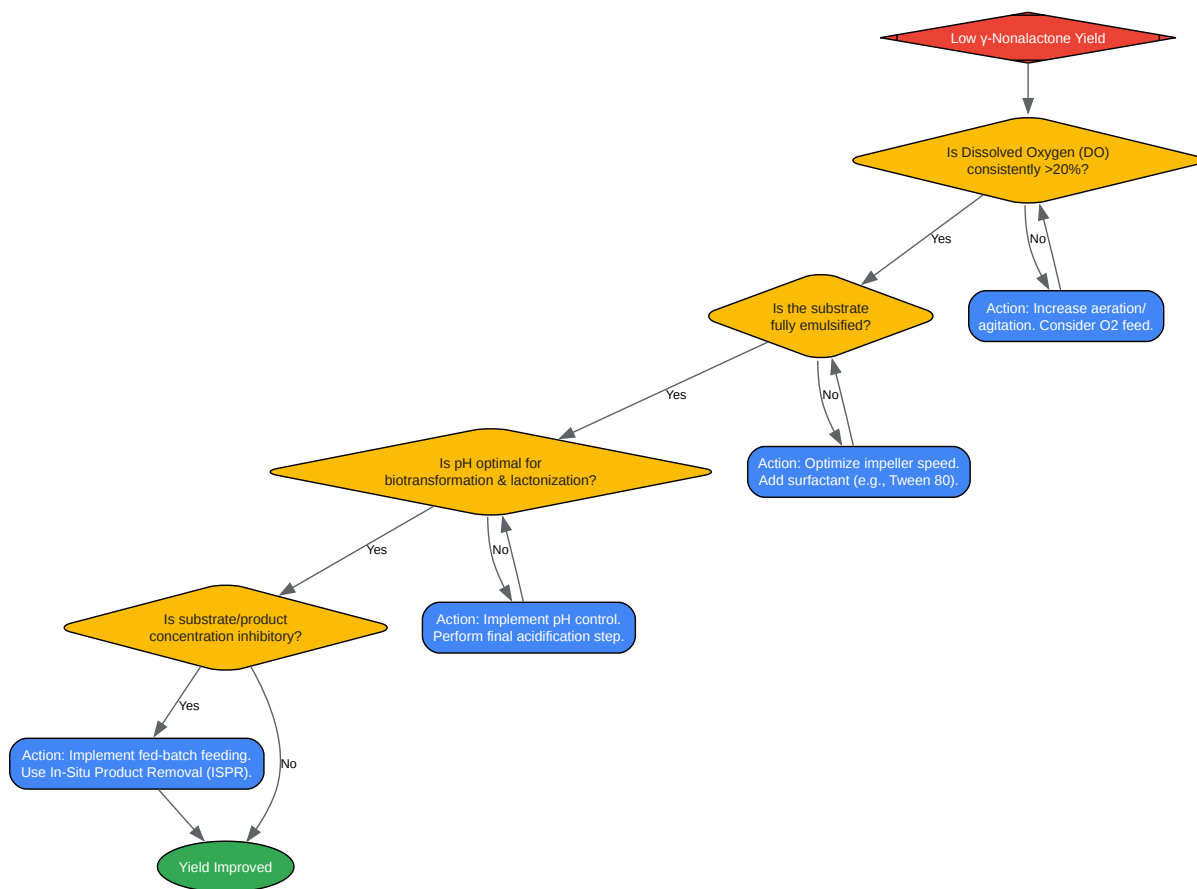 Low γ-Nonalactone Yield
Is Dissolved Oxygen (DO)
consistently >20%?
Yes
No
Is the substrate
fully emulsified?
Action: Increase aeration/
agitation. Consider O2 feed.
Yes
No
Is pH optimal for
biotransformation & lactonization?
Action: Optimize impeller speed.
Add surfactant (e.g., Tween 80).
Yes
No
Is substrate/product
concentration inhibitory?
Action: Implement pH control.
Perform final acidification step.
Yes
No
Action: Implement fed-batch feeding.
Use In-Situ Product Removal (ISPR).
Yield Improved